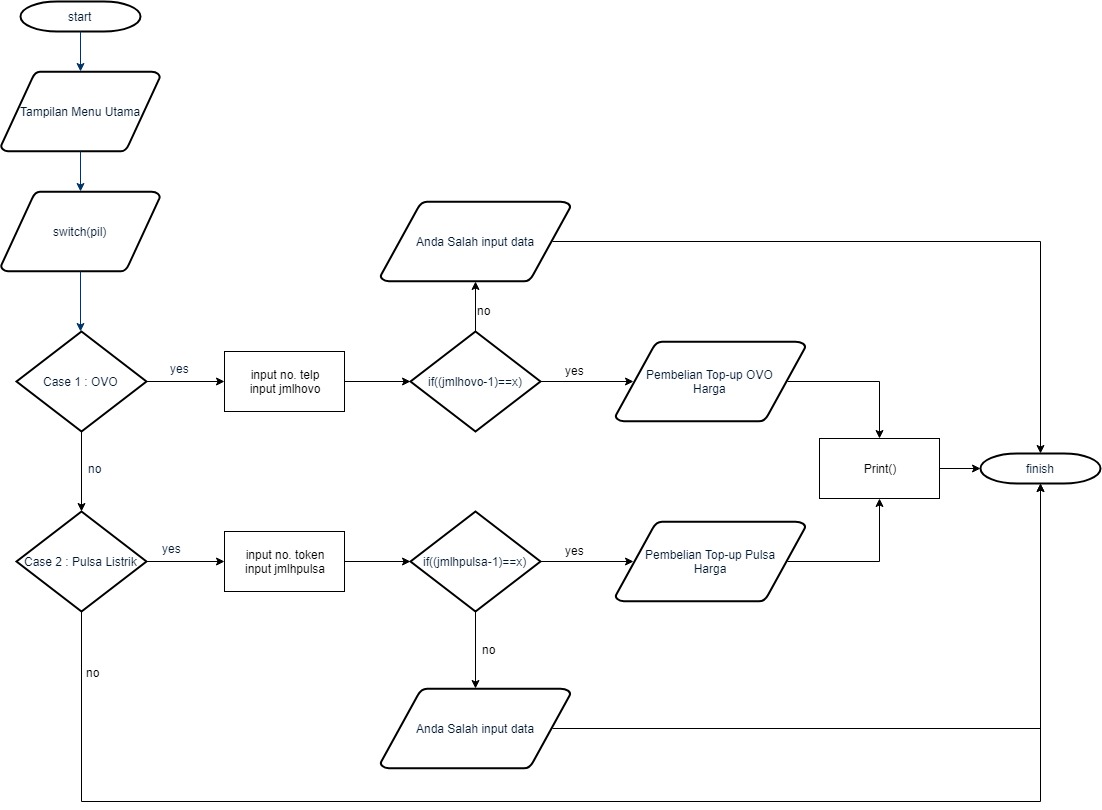 start
Tampilan Menu Utama
switch(pil)
Anda Salah input data
no
Case 1 : OVO
yes
input no. telp
input jmlhovo
if((jmlhovo-1)==x)
yes
Pembelian Top-up OVO
Harga
no
Print()
finish
Case 2 : Pulsa Listrik
yes
input no. token
input jmlhpulsa
if((jmlhpulsa-1)==x)
yes
Pembelian Top-up Pulsa
Harga
no
no
Anda Salah input data